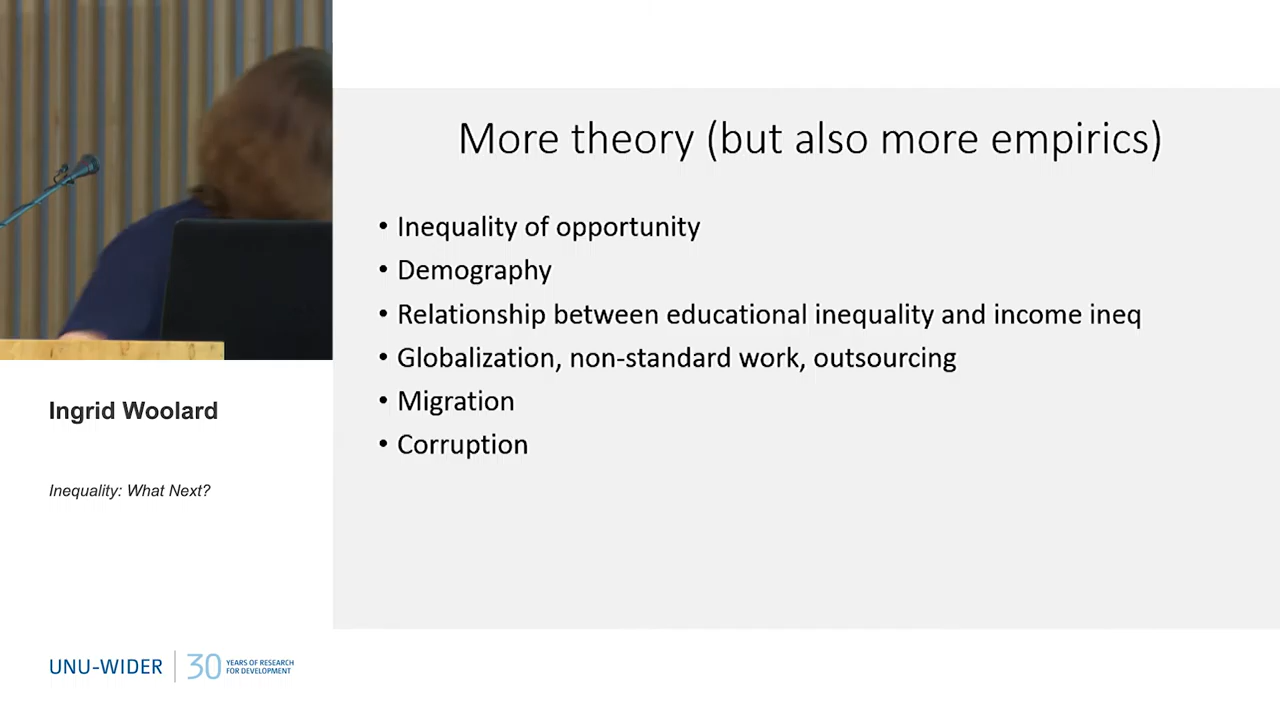 More theory (but also more empirics)
• Inequality of opportunity
• Demography
• Relationship between educational inequality and income ineq
• Globalization, non-standard work, outsourcing
• Migration
• Corruption
Ingrid Woolard
Inequality: What Next?
UNU-WIDER
30
YEARS OF RESEARCH
FOR DEVELOPMENT